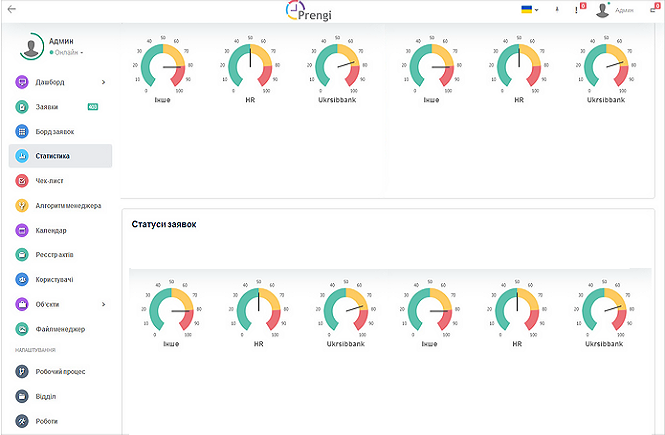 Prengi
Админ
0
0
Админ
Онлайн
Дашборд
Заявки
403
Борд заявок
Статистика
Чек-лист
Алгоритм менеджера
Календар
Реєстр актів
Користувачі
Об'єкти
Файлменеджер
НАЛАШТУВАННЯ
Робочий процес
Відділ
Роботи
0 10 20 30 40 50 60 70 80 90 100
Інше
0 10 20 30 40 50 60 70 80 90 100
HR
0 10 20 30 40 50 60 70 80 90 100
Ukrsibbank
0 10 20 30 40 50 60 70 80 90 100
Інше
0 10 20 30 40 50 60 70 80 90 100
HR
0 10 20 30 40 50 60 70 80 90 100
Ukrsibbank
Статуси заявок
0 10 20 30 40 50 60 70 80 90 100
Інше
0 10 20 30 40 50 60 70 80 90 100
HR
0 10 20 30 40 50 60 70 80 90 100
Ukrsibbank
0 10 20 30 40 50 60 70 80 90 100
Інше
0 10 20 30 40 50 60 70 80 90 100
HR
0 10 20 30 40 50 60 70 80 90 100
Ukrsibbank